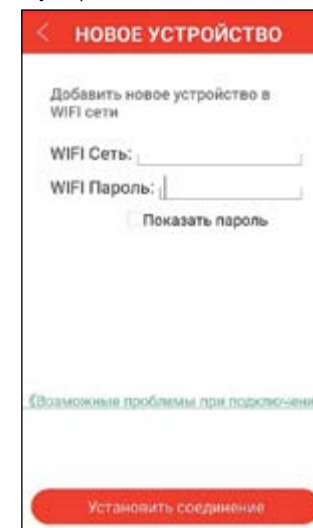 НОВОЕ УСТРОЙСТВО
Добавить новое устройство в
WIFI сети
WIFI Сеть:
WIFI Пароль:
Показать пароль
《Возможные проблемы при подключени
Установить соединение